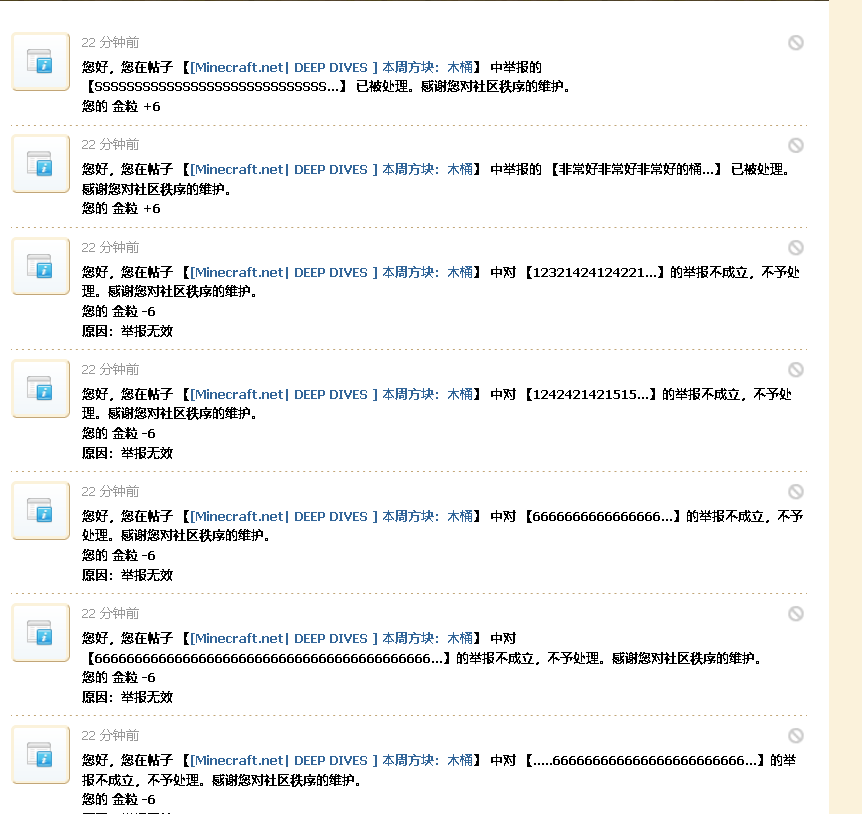 22 分钟前
您好，您在帖子 【[Minecraft.net| DEEP DIVES ] 本周方块：木桶】 中举报的
【SSSSSSSSSSSSSSSSSSSSSSSSSSSSS...】 已被处理。感谢您对社区秩序的维护。
您的 金粒 +6
22 分钟前
您好，您在帖子 【[Minecraft.net| DEEP DIVES ] 本周方块：木桶】 中举报的 【非常好非常好非常好的桶...】 已被处理。
感谢您对社区秩序的维护。
您的 金粒 +6
22 分钟前
您好，您在帖子 【[Minecraft.net| DEEP DIVES ] 本周方块：木桶】 中对 【12321424124221...】的举报不成立，不予处
理。感谢您对社区秩序的维护。
您的 金粒 -6
原因：举报无效
22 分钟前
您好，您在帖子 【[Minecraft.net| DEEP DIVES ] 本周方块：木桶】 中对 【1242421421515...】的举报不成立，不予处
理。感谢您对社区秩序的维护。
您的 金粒 -6
原因：举报无效
22 分钟前
您好，您在帖子 【[Minecraft.net| DEEP DIVES ] 本周方块：木桶】 中对 【6666666666666666...】的举报不成立，不予
处理。感谢您对社区秩序的维护。
您的 金粒 -6
原因：举报无效
22 分钟前
您好，您在帖子 【[Minecraft.net| DEEP DIVES ] 本周方块：木桶】 中对
【666666666666666666666666666666666666666666...】的举报不成立，不予处理。感谢您对社区秩序的维护。
您的 金粒 -6
原因：举报无效
22 分钟前
您好，您在帖子 【[Minecraft.net| DEEP DIVES ] 本周方块：木桶】 中对 【.....666666666666666666666666...】的举
报不成立，不予处理。感谢您对社区秩序的维护。
您的 金粒 -6